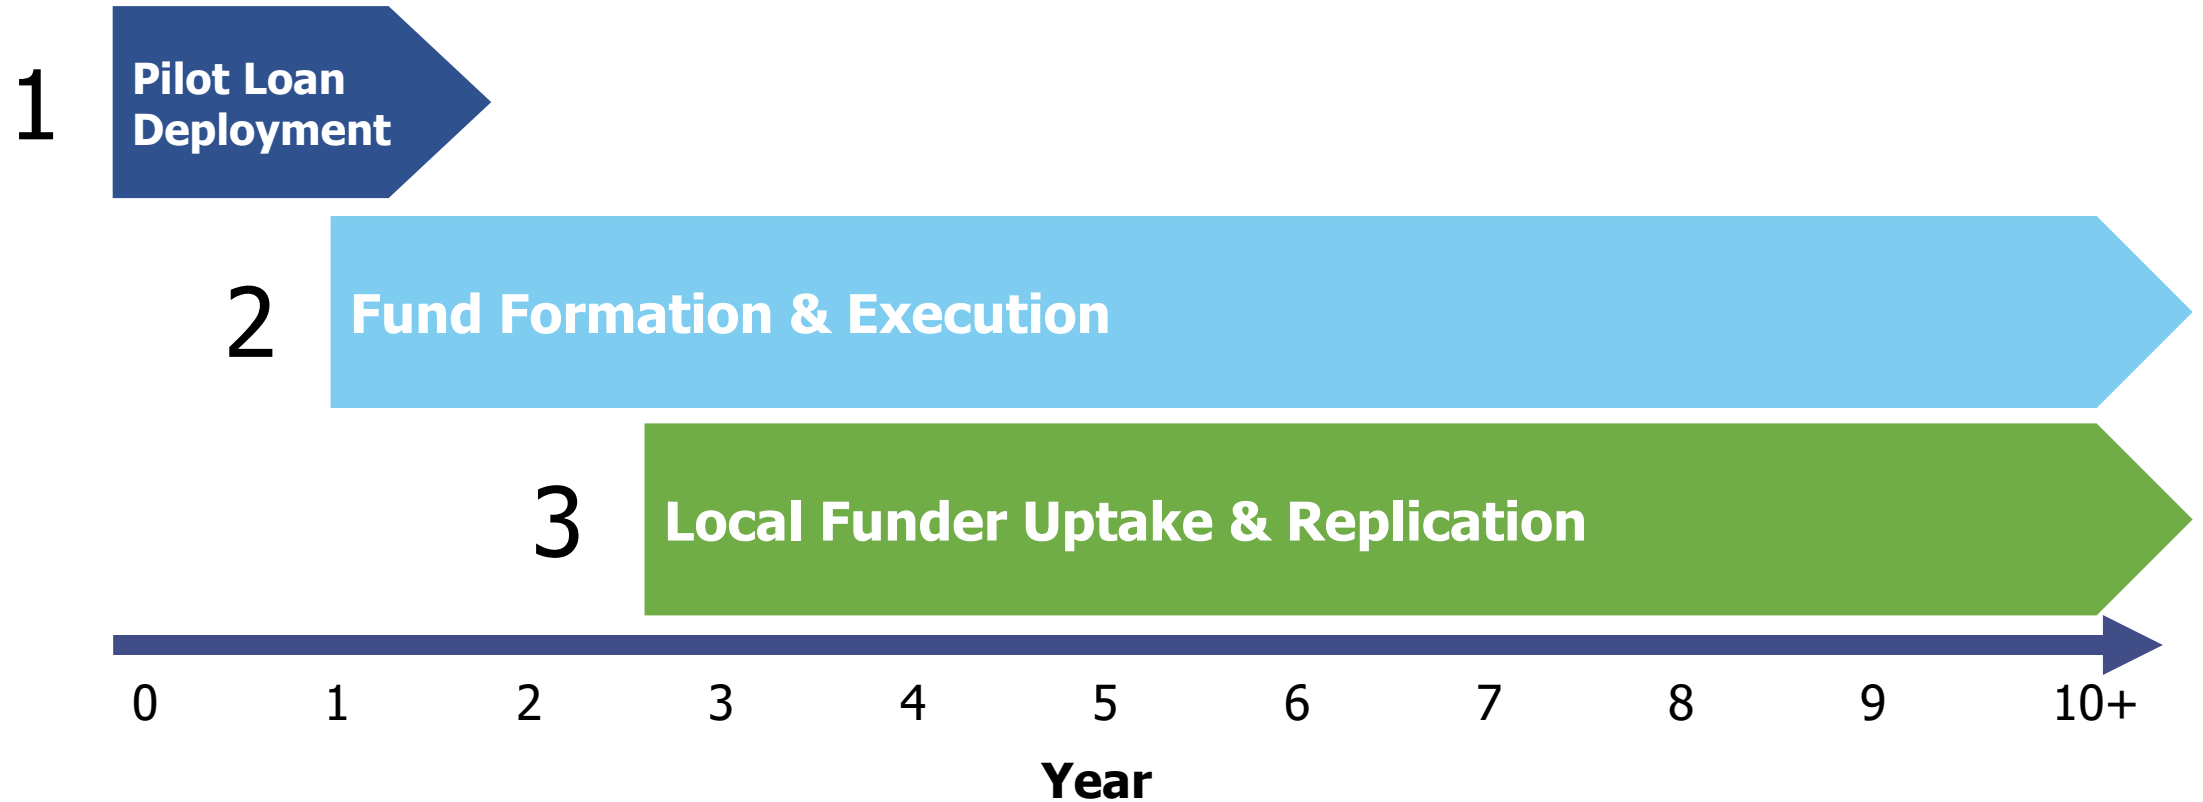 1
Pilot Loan
Deployment
2
Fund Formation & Execution
3
Local Funder Uptake & Replication
0 1 2 3 4 5 6 7 8 9 10+
Year